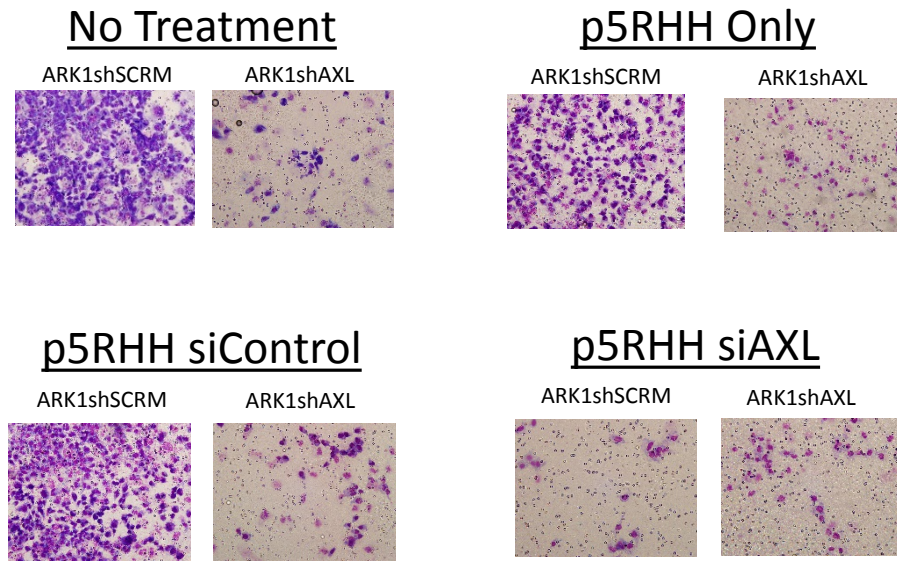 No Treatment
ARK1shSCRM ARK1shAXL
p5RHH Only
ARK1shSCRM ARK1shAXL
p5RHH siControl
ARK1shSCRM ARK1shAXL
p5RHH siAXL
ARK1shSCRM ARK1shAXL